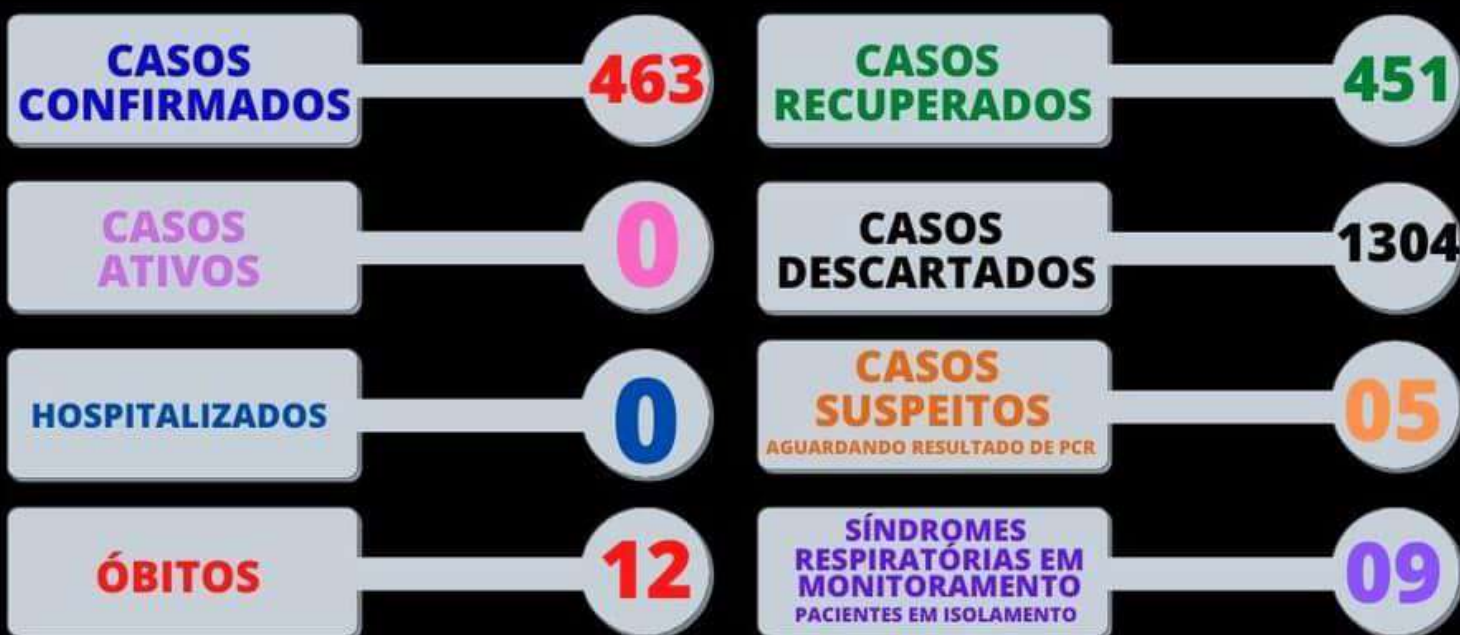 CASOS
CONFIRMADOS
463
CASOS
RECUPERADOS
451
CASOS
ATIVOS
0
CASOS
DESCARTADOS
1304
HOSPITALIZADOS
0
CASOS
SUSPEITOS
AGUARDANDO RESULTADO DE PCR
05
ÓBITOS
12
SÍNDROMES
RESPIRATÓRIAS EM
MONITORAMENTO
PACIENTES EM ISOLAMENTO
09